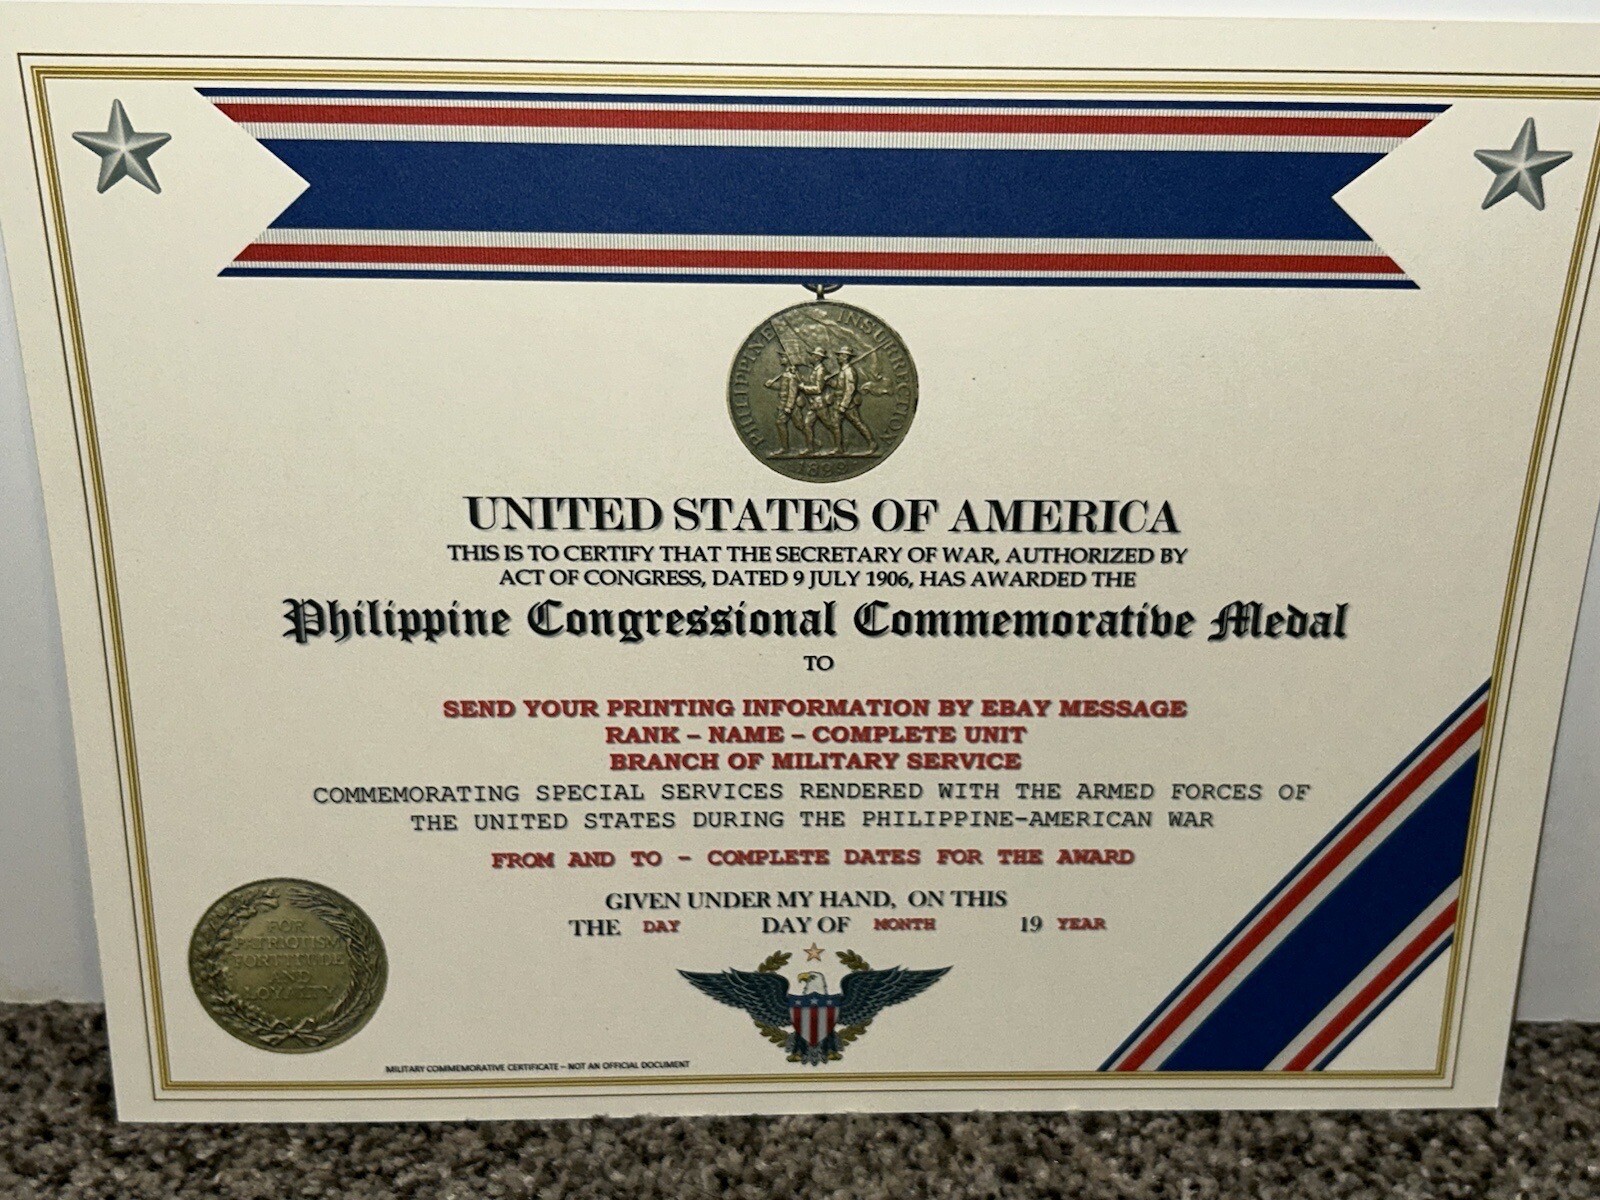 PHILIPPINE INSURRECTION
1899
UNITED STATES OF AMERICA
THIS IS TO CERTIFY THAT THE SECRETARY OF WAR, AUTHORIZED BY
ACT OF CONGRESS, DATED 9 JULY 1906, HAS AWARDED THE
Philippine Congressional Commemorative Medal
TO
SEND YOUR PRINTING INFORMATION BY EBAY MESSAGE
RANK – NAME – COMPLETE UNIT
BRANCH OF MILITARY SERVICE
COMMEMORATING SPECIAL SERVICES RENDERED WITH THE ARMED FORCES OF
THE UNITED STATES DURING THE PHILIPPINE-AMERICAN WAR
FROM AND TO – COMPLETE DATES FOR THE AWARD
GIVEN UNDER MY HAND, ON THIS
THE DAY DAY OF MONTH 19 YEAR
FOR
PATRIOTISM
FORTITUDE
AND
LOYALTY
MILITARY COMMEMORATIVE CERTIFICATE – NOT AN OFFICIAL DOCUMENT